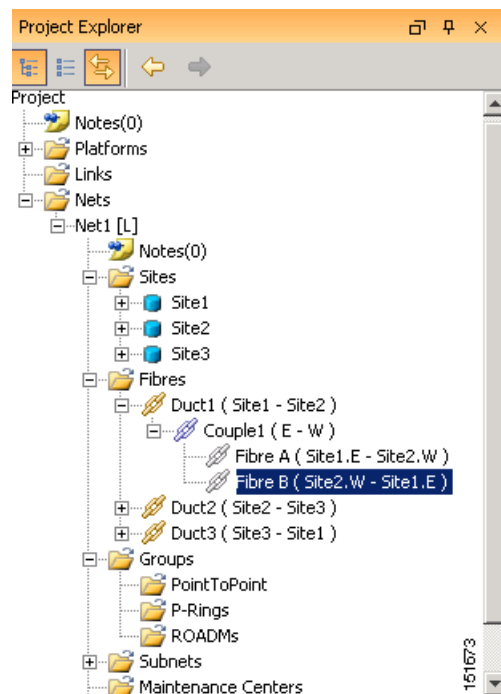 Project Explorer
Project
Notes(0)
Platforms
Links
Nets
Net1 [L]
Notes(0)
Sites
Site1
Site2
Site3
Fibres
Duct1 ( Site1 - Site2 )
Couple1 ( E - W )
Fibre A ( Site1.E - Site2.W )
Fibre B ( Site2.W - Site1.E )
Duct2 ( Site2 - Site3 )
Duct3 ( Site3 - Site1 )
Groups
PointToPoint
P-Rings
ROADMs
Subnets
Maintenance Centers
151673